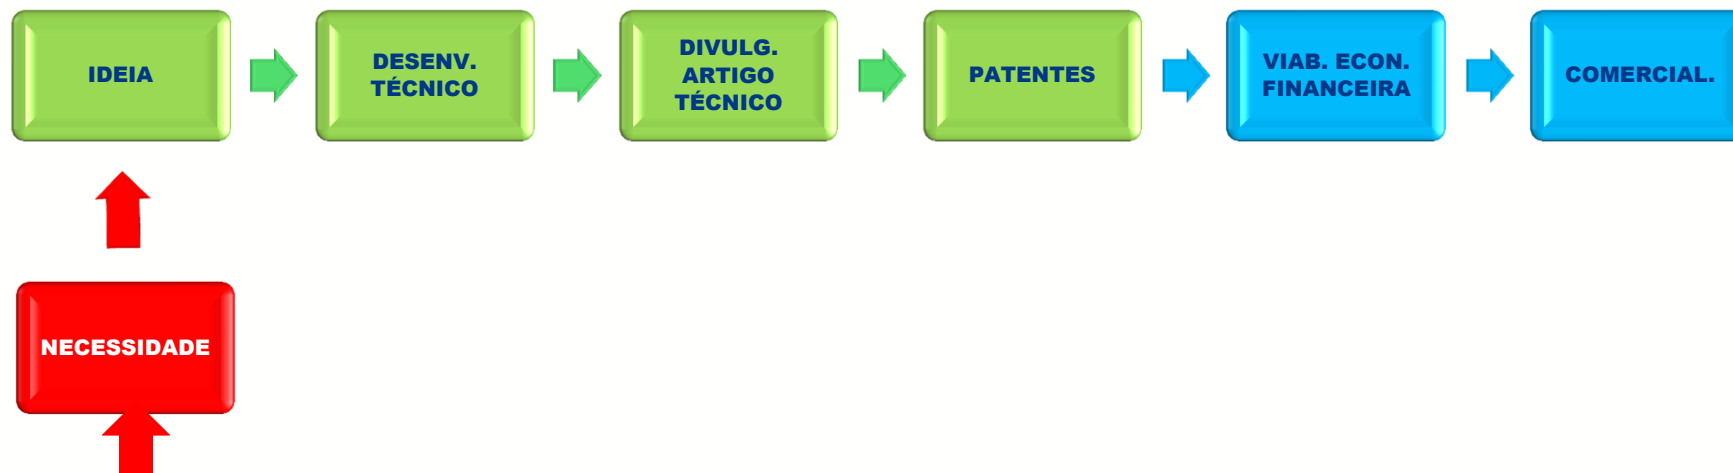 IDEIA
DESENV.
TÉCNICO
DIVULG.
ARTIGO
TÉCNICO
PATENTES
VIAB. ECON.
FINANCEIRA
COMERCIAL.
NECESSIDADE